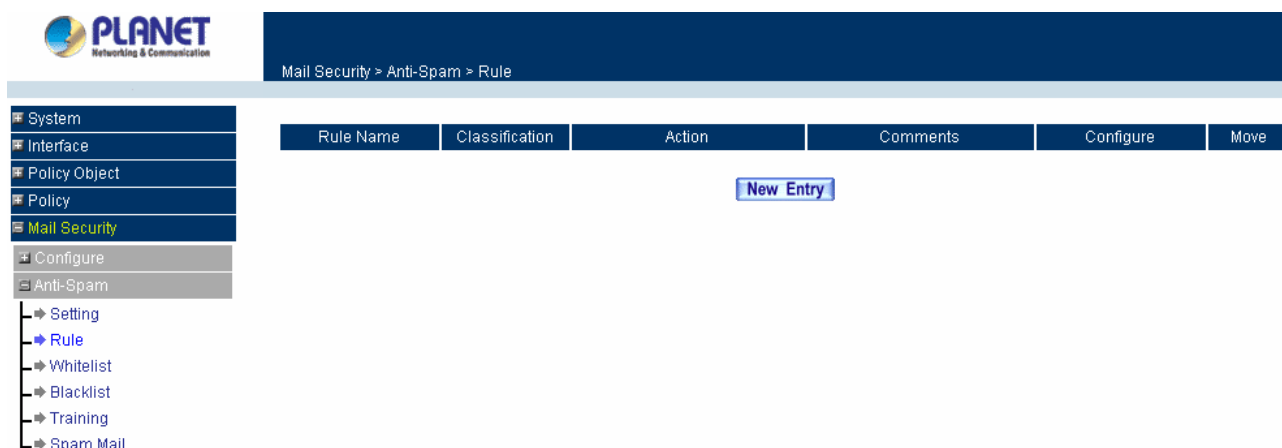 PLANET
Networking & Communication
Mail Security > Anti-Spam > Rule
System
Interface
Policy Object
Policy
Mail Security
Configure
Anti-Spam
Setting
Rule
Whitelist
Blacklist
Training
Spam Mail
Rule Name Classification Action Comments Configure Move
New Entry